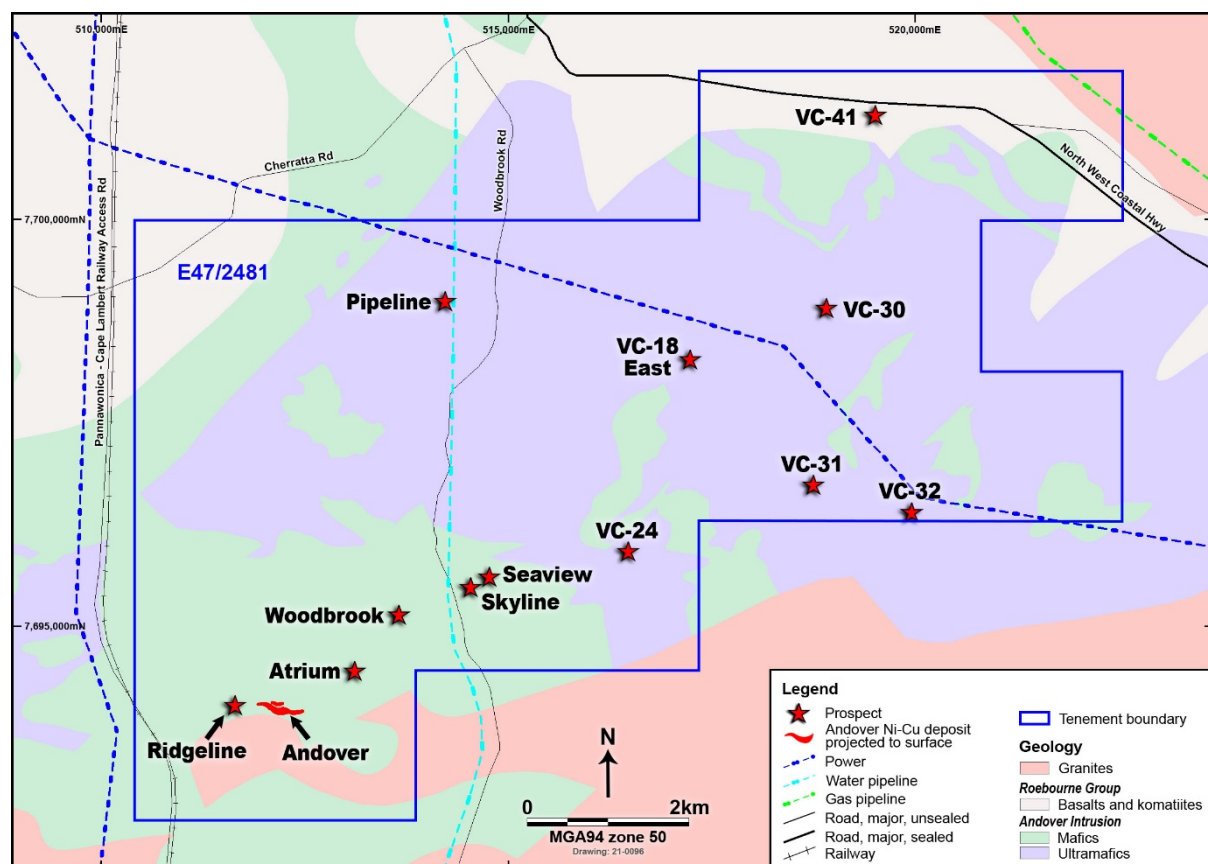 510,000mE
515,000mE
520,000mE
VC-41
Cherratta Rd
Woodbrook Rd
North West Coastal Hwy
Pannawonica - Cape Lambert Railway Access Rd
7,700,000mN
E47/2481
Pipeline
VC-30
VC-18
East
VC-31
VC-32
VC-24
Seaview
Skyline
Woodbrook
7,695,000mN
Atrium
Ridgeline
Andover
N
0
2km
MGA94 zone 50
Drawing: 21-0096
Legend
Prospect
Andover Ni-Cu deposit
projected to surface
Power
Water pipeline
Gas pipeline
Road, major, unsealed
Road, major, sealed
Railway
Tenement boundary
Geology
Granites
Roebourne Group
Basalts and komatiites
Andover Intrusion
Mafics
Ultramafics